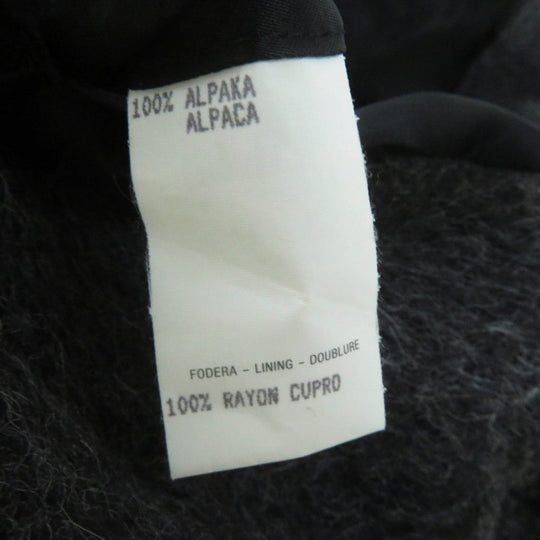 100% ALPAKA
ALPACA
FODERA - LINING - DOUBLURE
100% RAYON CUPRO